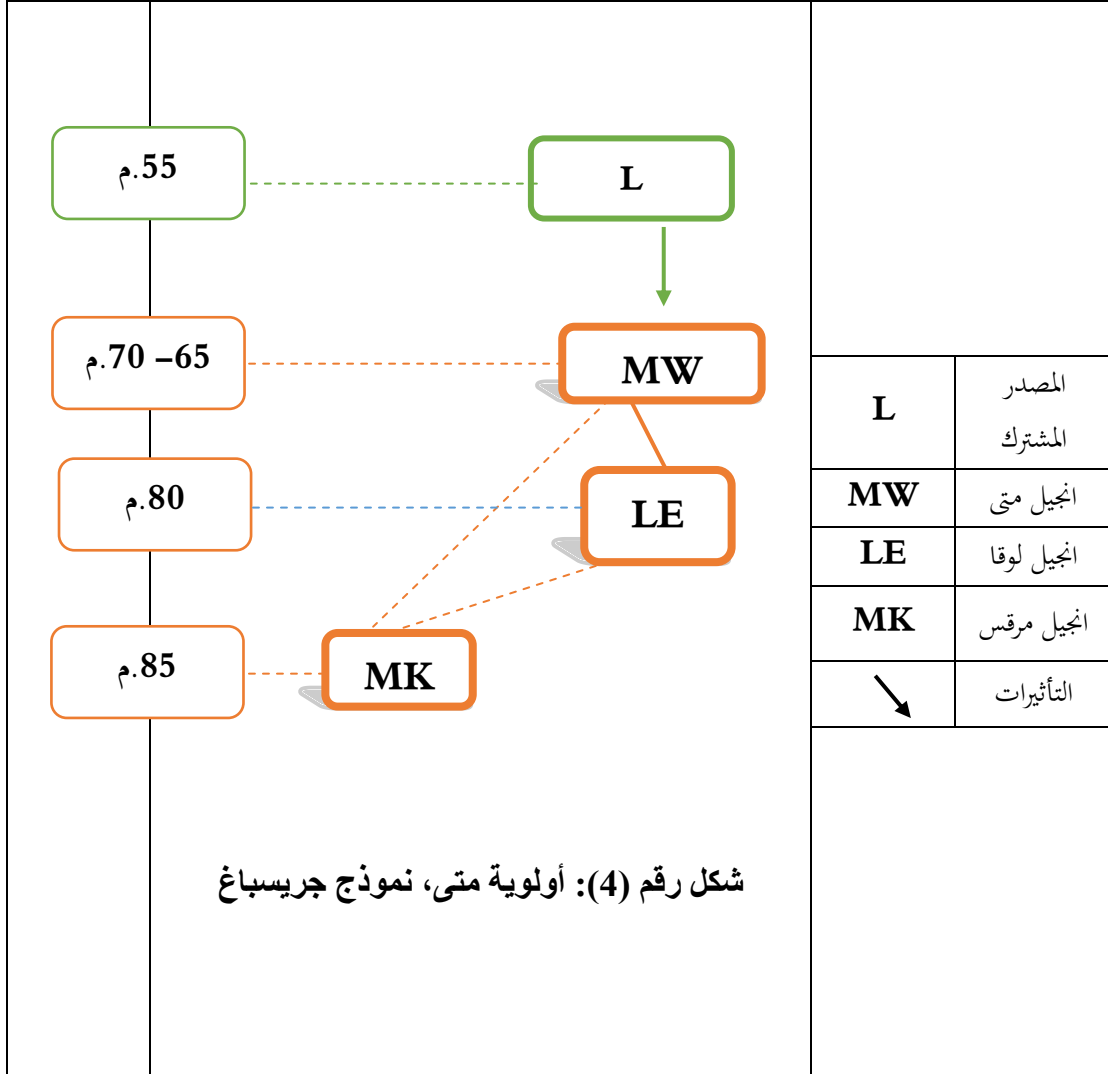 55.م
L
65– 70.م
MW
80.م
LE
85.م
MK
L
المصدر
المشترك
MW
انجيل متى
LE
انجيل لوقا
MK
انجيل مرقس
التأثيرات
شكل رقم (4): أولوية متى، نموذج جريسباغ